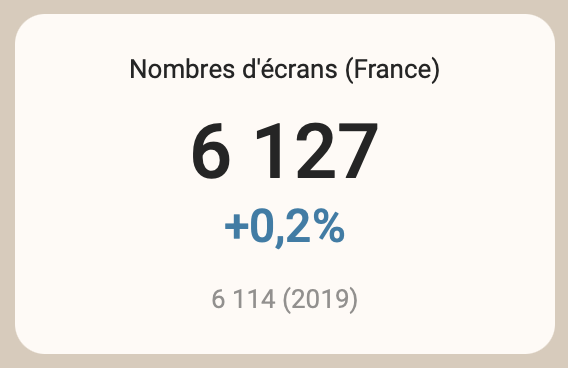 Nombres d'écrans (France)
6 127
+0,2%
6 114 (2019)